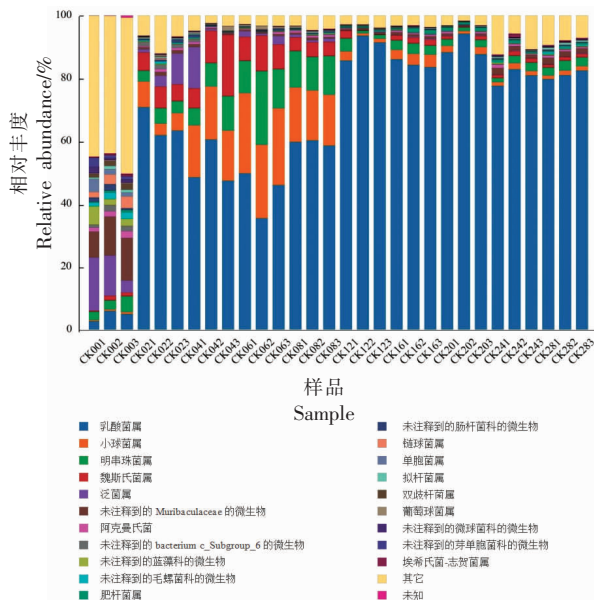 相对丰度
Relative abundance/%
100
80
60
40
20
0
CK001 CK002 CK003 CK021 CK022 CK023 CK041 CK042 CK043 CK061 CK062 CK063 CK081 CK082 CK083 CK121 CK122 CK123 CK161 CK162 CK163 CK201 CK202 CK203 CK241 CK242 CK243 CK281 CK282 CK283
样品
Sample
乳酸菌属
小球菌属
明串珠菌属
魏斯氏菌属
泛菌属
未注释到的 Muribaculaceae 的微生物
阿克曼氏菌
未注释到的 bacterium c_Subgroup_6 的微生物
未注释到的蓝藻科的微生物
未注释到的毛螺菌科的微生物
肥杆菌属
未注释到的肠杆菌科的微生物
链球菌属
单胞菌属
拟杆菌属
双歧杆菌属
葡萄球菌属
未注释到的微球菌科的微生物
未注释到的芽单胞菌科的微生物
埃希氏菌-志贺菌属
其它
未知